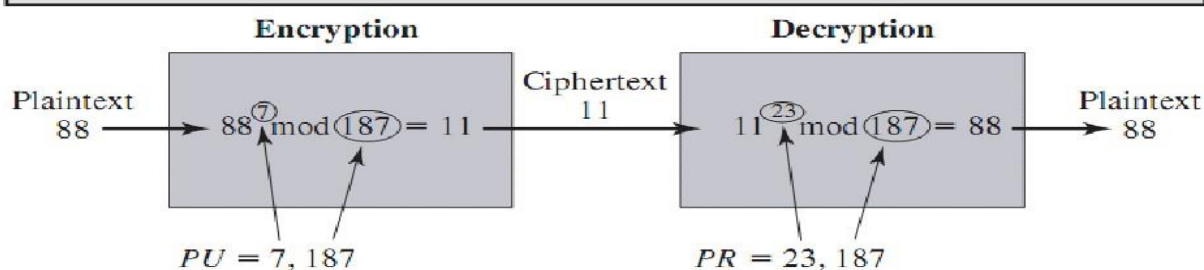 Encryption
Decryption
Plaintext
88
88^7 mod 187 = 11
Ciphertext
11
11^23 mod 187 = 88
Plaintext
88
PU = 7, 187
PR = 23, 187